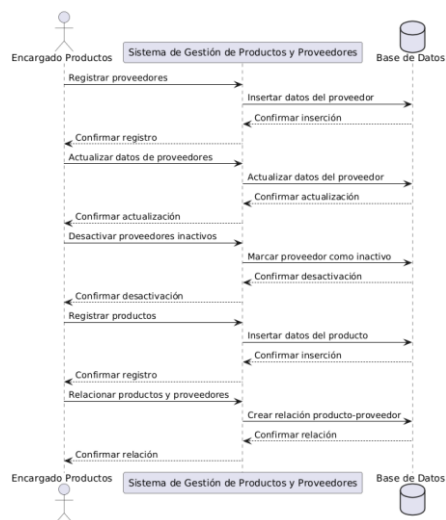 Encargado Productos
Sistema de Gestión de Productos y Proveedores
Base de Datos
Registrar proveedores
Insertar datos del proveedor
Confirmar inserción
Confirmar registro
Actualizar datos de proveedores
Actualizar datos del proveedor
Confirmar actualización
Confirmar actualización
Desactivar proveedores inactivos
Marcar proveedor como inactivo
Confirmar desactivación
Confirmar desactivación
Registrar productos
Insertar datos del producto
Confirmar inserción
Confirmar registro
Relacionar productos y proveedores
Crear relación producto-proveedor
Confirmar relación
Confirmar relación
Encargado Productos
Sistema de Gestión de Productos y Proveedores
Base de Datos